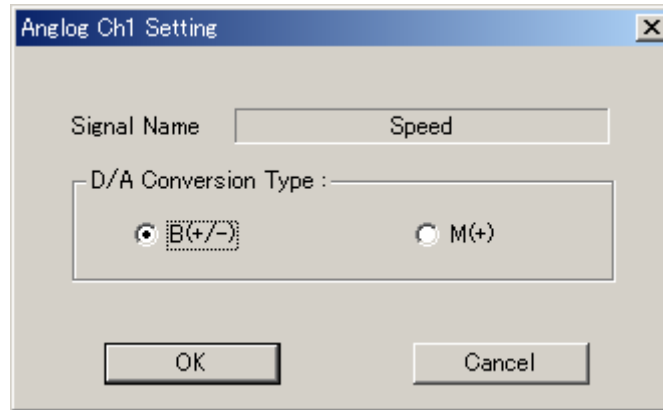 Anglog Ch1 Setting
Signal Name Speed
D/A Conversion Type :
B(+/-) M(+)
OK Cancel